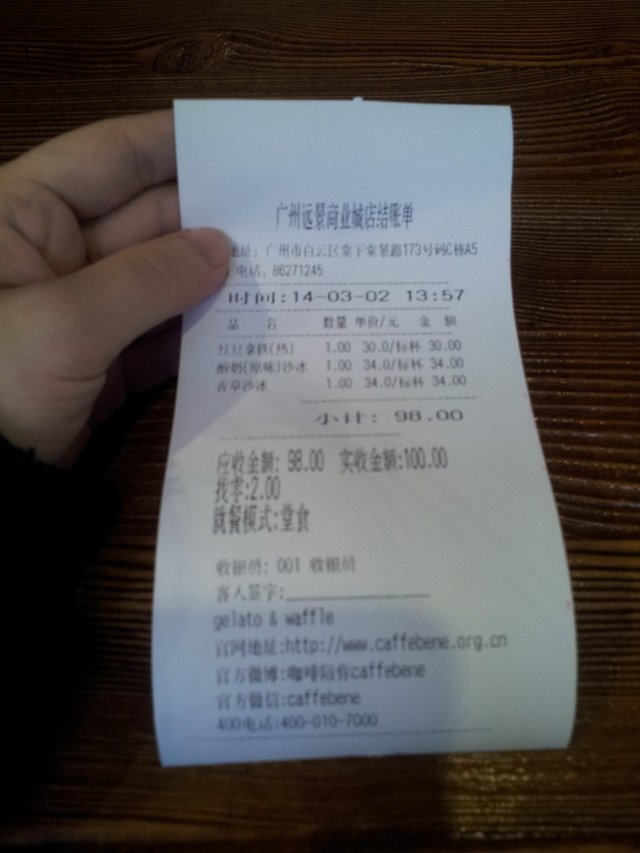 广州远景商业城店结账单
地址：广州市白云区棠下棠景路173号码C栋A5
电话：86271245
时间:14-03-02 13:57
品 名 数量 单价/元 金 额
红豆拿铁(热) 1.00 30.0/标杯 30.00
酸奶(原味)沙冰 1.00 34.0/标杯 34.00
香草沙冰 1.00 34.0/标杯 34.00
小计: 98.00
应收金额: 98.00 实收金额:100.00
找零:2.00
就餐模式:堂食
收银员: 001 收银员
客人签字:
gelato & waffle
官网地址:http://www.caffebene.org.cn
官方微博:咖啡陪你caffebene
官方微信:caffebene
400电话:400-010-7000